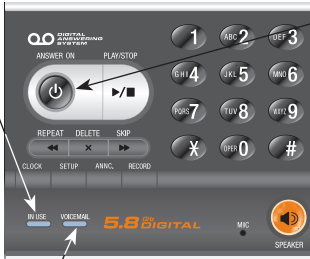 DIGITAL
ANSWERING
SYSTEM
ANSWER ON PLAY/STOP
REPEAT DELETE SKIP
CLOCK SETUP ANNC. RECORD
IN USE VOICEMAIL
5.8 GHz DIGITAL
1 ABC 2 DEF 3
GHI 4 JKL 5 MNO 6
PQRS 7 TUV 8 WXYZ 9
* OPER 0 #
MIC
SPEAKER